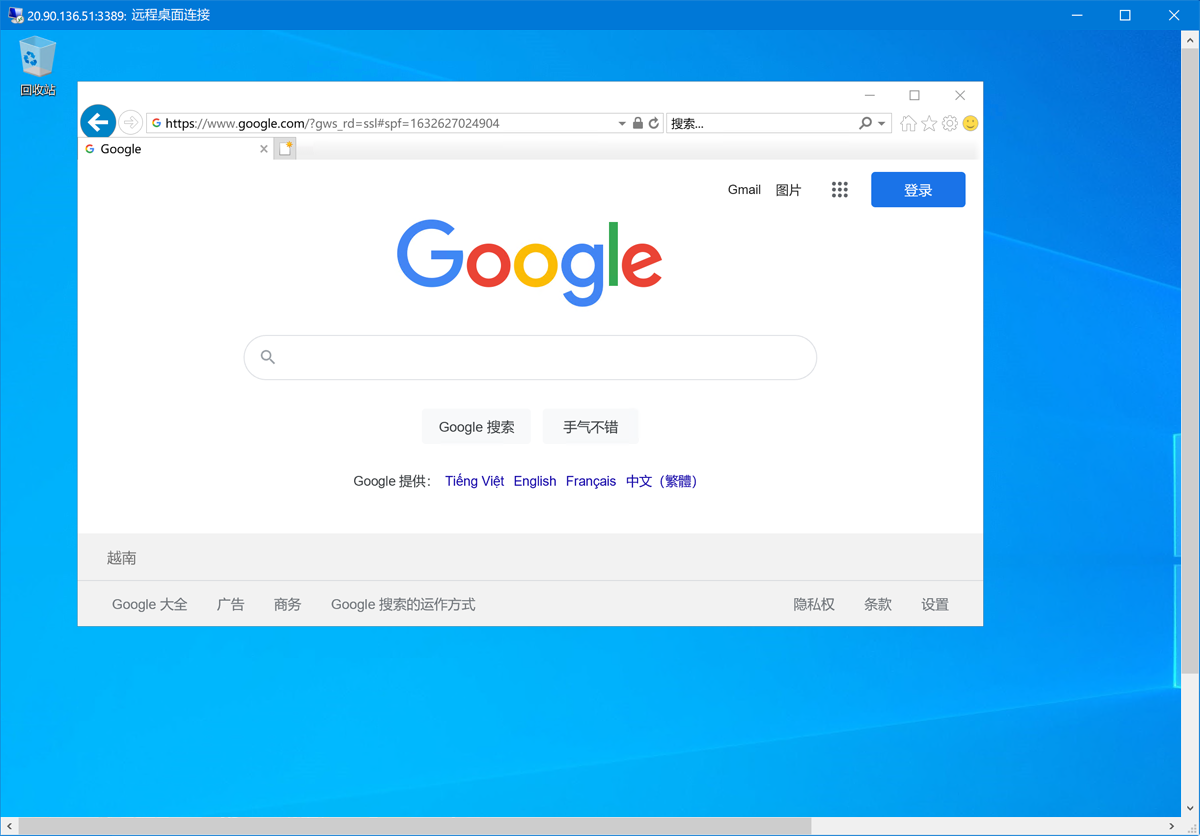 20.90.136.51:3389: 远程桌面连接
回收站
https://www.google.com/?gws_rd=ssl#spf=1632627024904
搜索...
Google
Gmail 图片 登录
Google
Google 搜索 手气不错
Google 提供: Tiếng Việt English Français 中文（繁體）
越南
Google 大全 广告 商务 Google 搜索的运作方式 隐私权 条款 设置